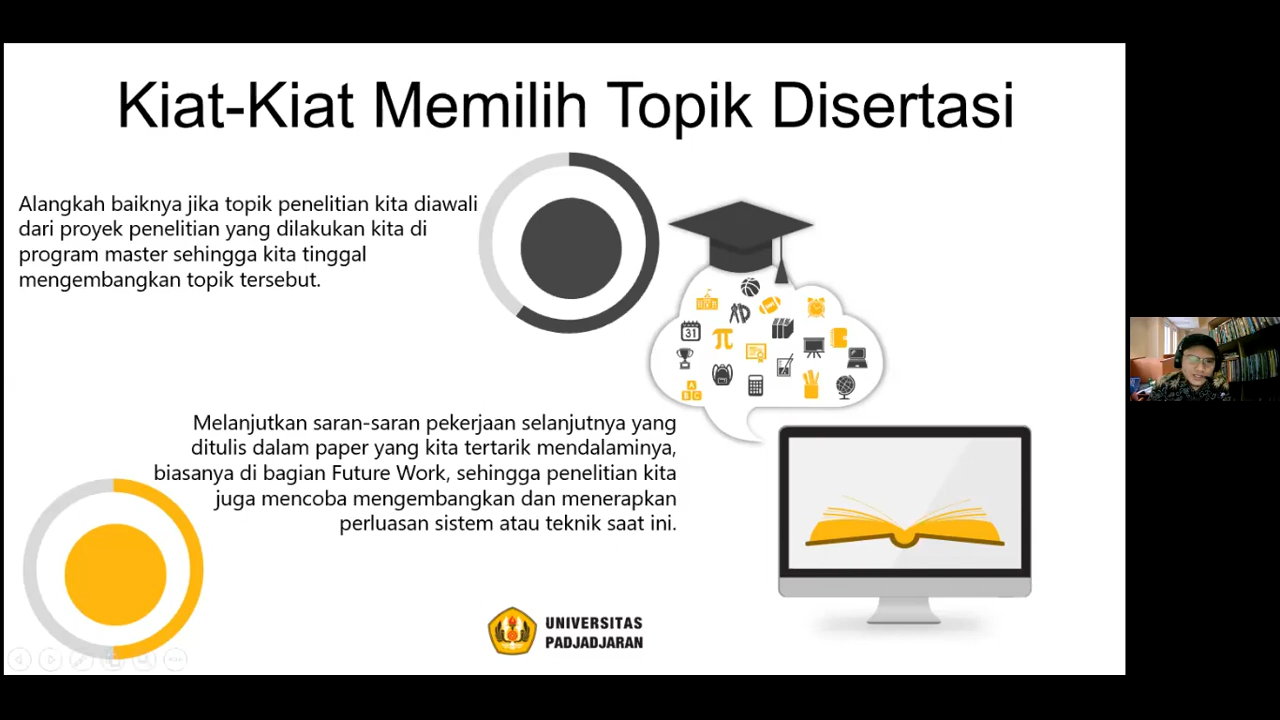 Kiat-Kiat Memilih Topik Disertasi
Alangkah baiknya jika topik penelitian kita diawali
dari proyek penelitian yang dilakukan kita di
program master sehingga kita tinggal
mengembangkan topik tersebut.
31
π
A
B C
Melanjutkan saran-saran pekerjaan selanjutnya yang
ditulis dalam paper yang kita tertarik mendalaminya,
biasanya di bagian Future Work, sehingga penelitian kita
juga mencoba mengembangkan dan menerapkan
perluasan sistem atau teknik saat ini.
UNIVERSITAS
PADJADJARAN